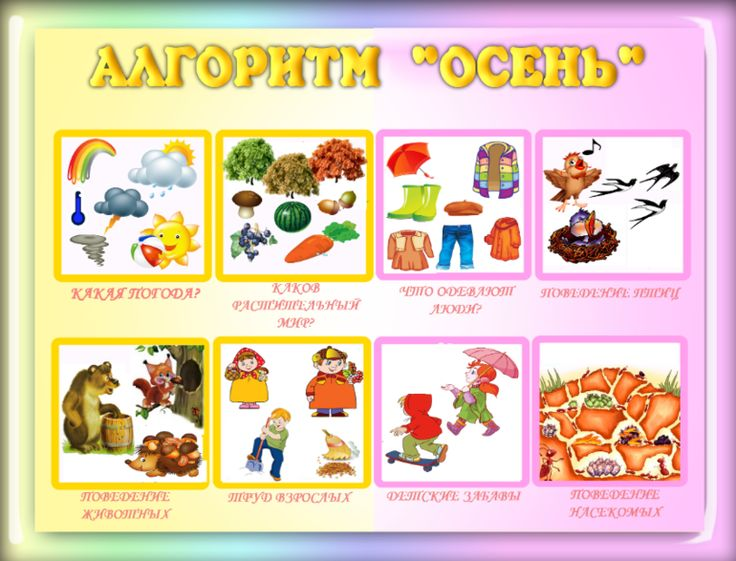 АЛГОРИТМ "ОСЕНЬ"
КАКАЯ ПОГОДА?
КАКОВ
РАСТИТЕЛЬНЫЙ
МИР?
ЧТО ОДЕВАЮТ
ЛЮДИ?
ПОВЕДЕНИЕ ПТИЦ
ПОВЕДЕНИЕ
ЖИВОТНЫХ
ТРУД ВЗРОСЛЫХ
ДЕТСКИЕ ЗАБАВЫ
ПОВЕДЕНИЕ
НАСЕКОМЫХ